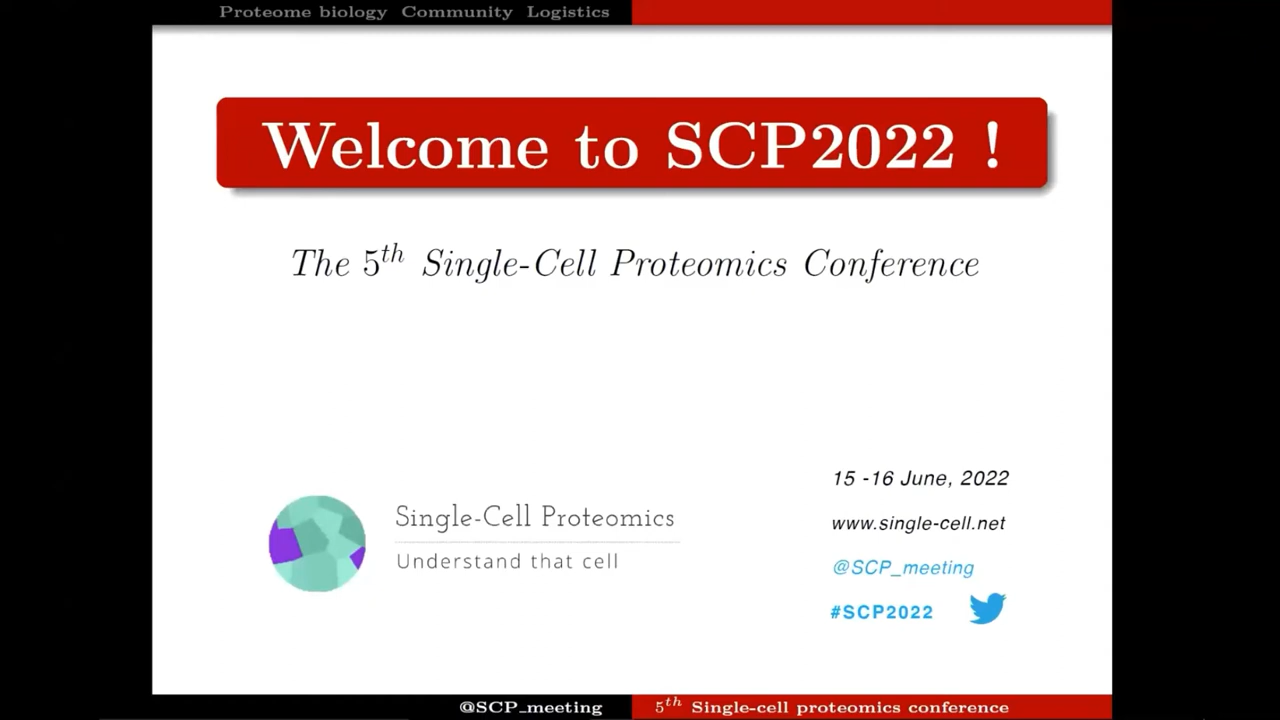 Proteome biology Community Logistics
Welcome to SCP2022 !
The 5th Single-Cell Proteomics Conference
Single-Cell Proteomics
Understand that cell
15 -16 June, 2022
www.single-cell.net
@SCP_meeting
#SCP2022
@SCP_meeting 5th Single-cell proteomics conference